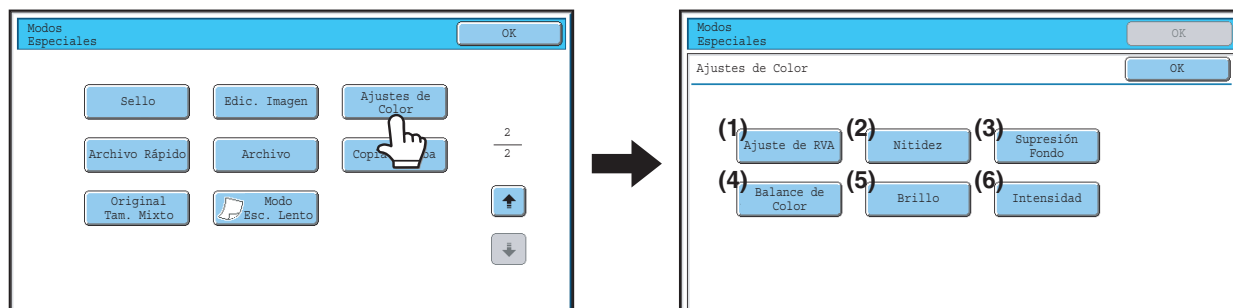 Modos
Especiales
OK
Sello
Edic. Imagen
Ajustes de
Color
Archivo Rápido
Archivo
2
2
Original
Tam. Mixto
Modo
Esc. Lento
Modos
Especiales
OK
Ajustes de Color
OK
(1)
Ajuste de RVA
(2)
Nitidez
(3)
Supresión
Fondo
(4)
Balance de
Color
(5)
Brillo
(6)
Intensidad